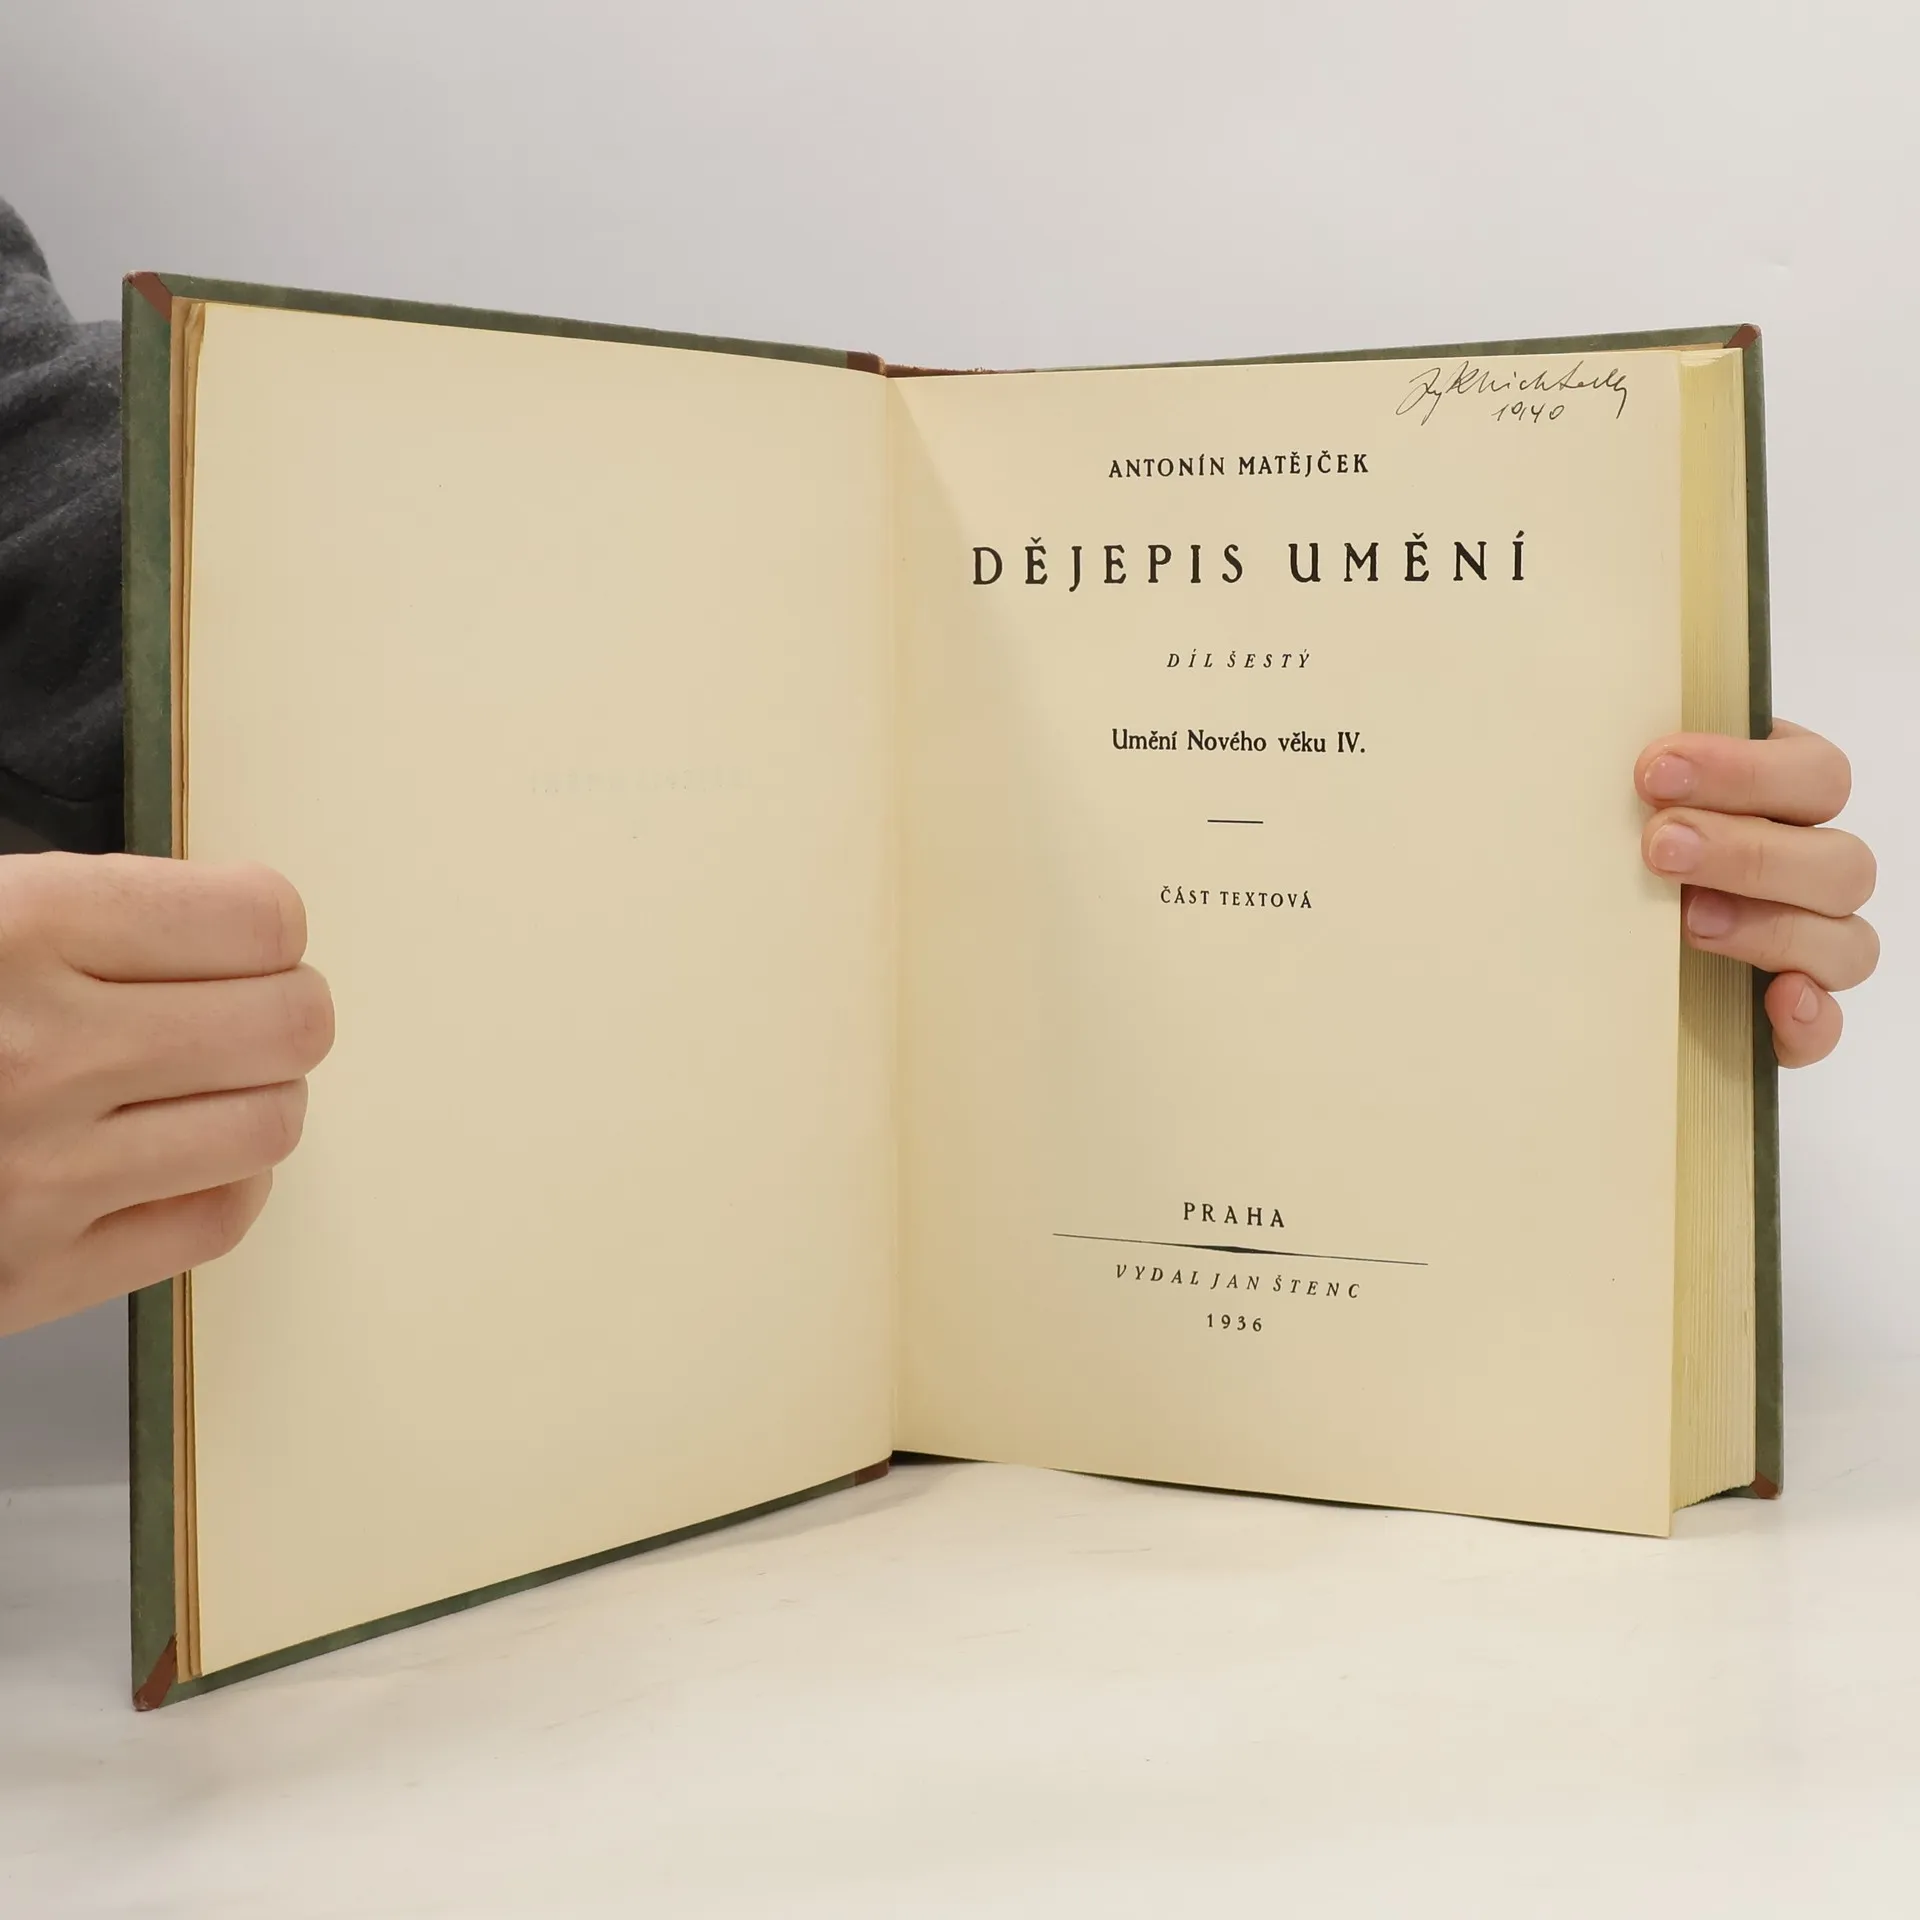 1940
ANTONÍN MATĚJČEK
DĚJEPIS UMĚNÍ
DÍL ŠESTÝ
Umění Nového věku IV.
ČÁST TEXTOVÁ
PRAHA
VYDAL JAN ŠTENC
1936